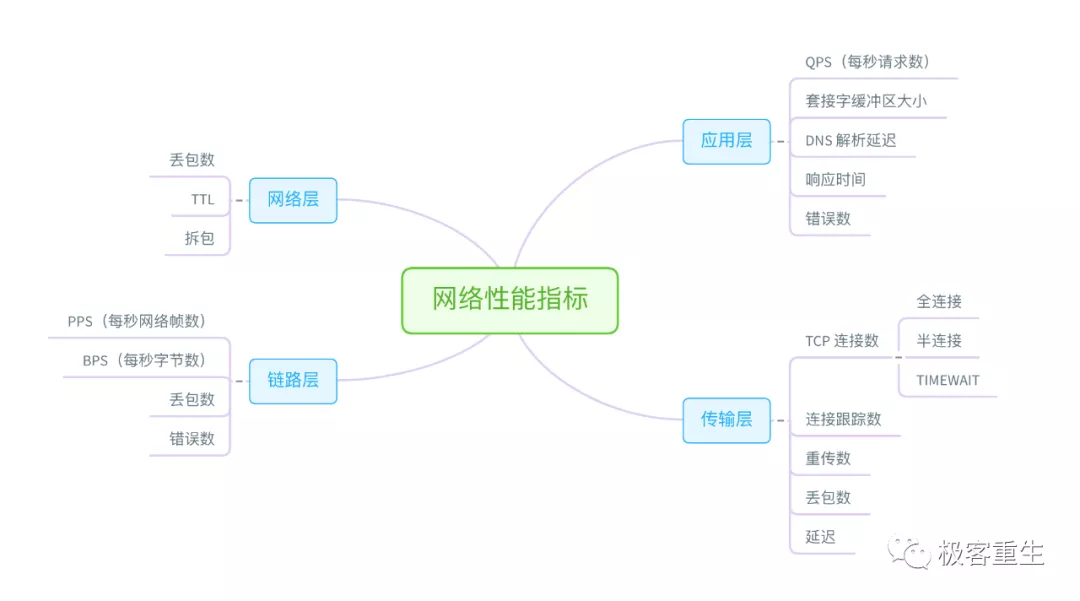 网络性能指标
应用层
QPS（每秒请求数）
套接字缓冲区大小
DNS 解析延迟
响应时间
错误数
传输层
TCP 连接数
全连接
半连接
TIMEWAIT
连接跟踪数
重传数
丢包数
延迟
网络层
丢包数
TTL
拆包
链路层
PPS（每秒网络帧数）
BPS（每秒字节数）
丢包数
错误数
极客重生